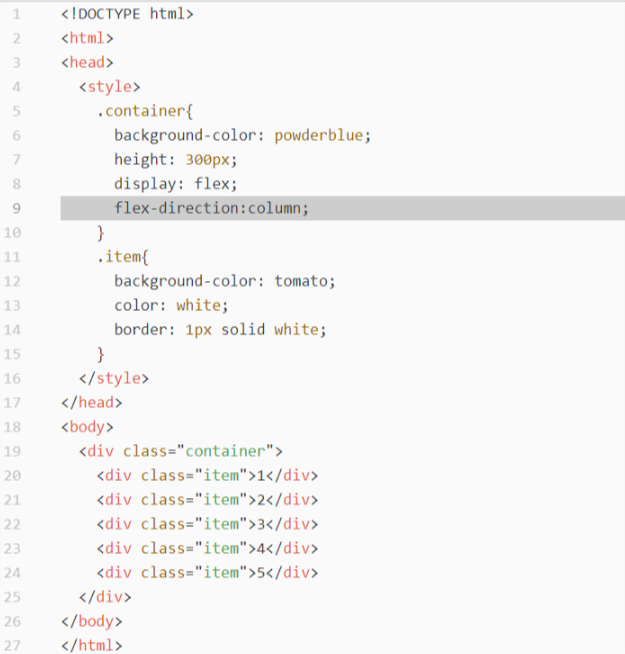 1 <!DOCTYPE html>
2 <html>
3 <head>
4 <style>
5 .container{
6 background-color: powderblue;
7 height: 300px;
8 display: flex;
9 flex-direction:column;
10 }
11 .item{
12 background-color: tomato;
13 color: white;
14 border: 1px solid white;
15 }
16 </style>
17 </head>
18 <body>
19 <div class="container">
20 <div class="item">1</div>
21 <div class="item">2</div>
22 <div class="item">3</div>
23 <div class="item">4</div>
24 <div class="item">5</div>
25 </div>
26 </body>
27 </html>